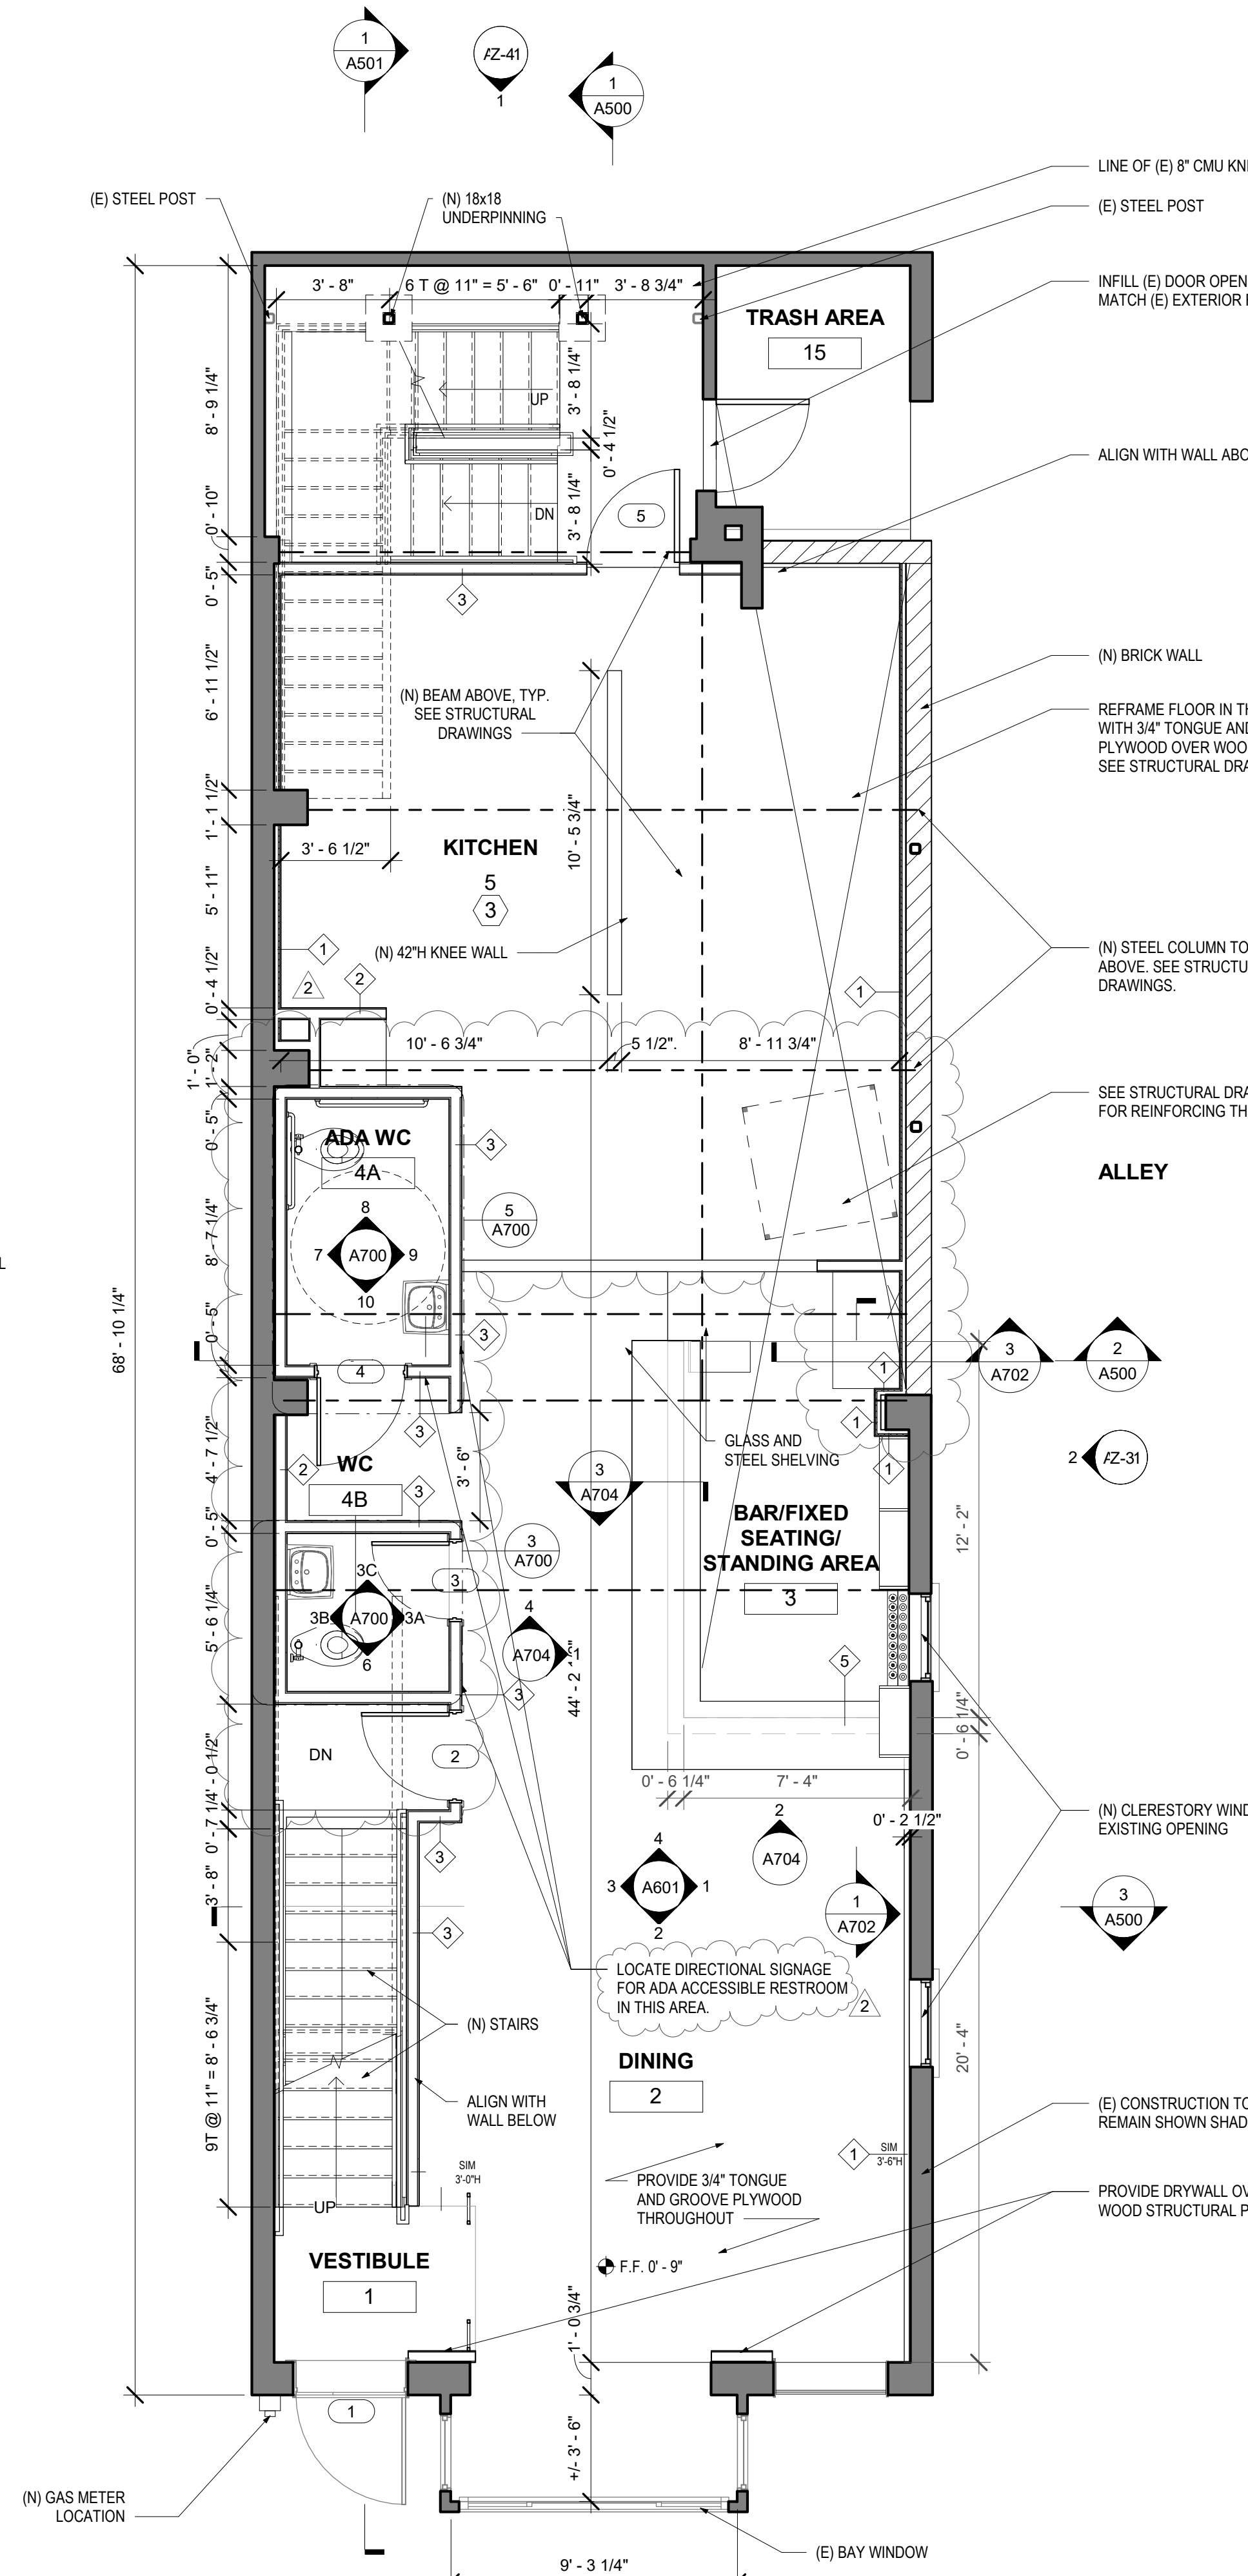 1
A501
AZ-41
1
1
A500
(E) STEEL POST
(N) 18x18
UNDERPINNING
LINE OF (E) 8" CMU
(E) STEEL POST
INFILL (E) DOOR
MATCH (E) EXTERIOR
3' - 8"
6 T @ 11" = 5' - 6"
0' - 11"
3' - 8 3/4"
TRASH AREA
15
8' - 9 1/4"
UP
3' - 8 1/4"
0' - 4 1/2"
DN
3' - 8 1/4"
5
ALIGN WITH WALL
0' - 10"
0' - 5"
3
6' - 11 1/2"
(N) BEAM ABOVE, TYP.
SEE STRUCTURAL
DRAWINGS
(N) BRICK WALL
REFRAME FLOOR IN
WITH 3/4" TONGUE
PLYWOOD OVER
SEE STRUCTURAL
1' - 1 1/2"
10' - 5 3/4"
3' - 6 1/2"
KITCHEN
5
3
5' - 11"
(N) 42"H KNEE WALL
1
2
2
1
0' - 4 1/2"
(N) STEEL COLUMN
ABOVE. SEE
DRAWINGS.
10' - 6 3/4"
5 1/2".
8' - 11 3/4"
1' - 0"
1' - 2"
SEE STRUCTURAL
FOR REINFORCING
0' - 5"
ADA WC
4A
3
ALLEY
5
A700
8
7
A700
9
10
8' - 7 1/4"
L
68' - 10 1/4"
0' - 5"
3
4
3
A702
2
A500
1
1
1
3
GLASS AND
STEEL SHELVING
4' - 7 1/2"
WC
2
4B
3
3' - 6"
3
A704
2
AZ-31
BAR/FIXED
SEATING/
STANDING AREA
3
12' - 2"
0' - 5"
3
A700
3C
3B
A700
3A
6
3
5' - 6 1/4"
4
A704
1
44' - 2
5
3
0' - 6 1/4"
DN
2
4' - 0 1/2"
0' - 6 1/4"
7' - 4"
0' - 2 1/2"
0' - 7 1/4"
3
(N) CLERESTORY
EXISTING OPENING
2
A704
4
3
A601
1
2
1
A702
3
A500
3' - 8"
3
LOCATE DIRECTIONAL SIGNAGE
FOR ADA ACCESSIBLE RESTROOM
IN THIS AREA.
2
(N) STAIRS
DINING
2
20' - 4"
9T @ 11" = 8' - 6 3/4"
ALIGN WITH
WALL BELOW
(E) CONSTRUCTION
REMAIN SHOWN
1
SIM
3'-6"H
SIM
3'-0"H
PROVIDE 3/4" TONGUE
AND GROOVE PLYWOOD
THROUGHOUT
PROVIDE DRYWALL
WOOD STRUCTURAL
UP
VESTIBULE
1
F.F. 0' - 9"
1' - 0 3/4"
1
+/- 3' - 6"
(N) GAS METER
LOCATION
(E) BAY WINDOW
9' - 3 1/4"